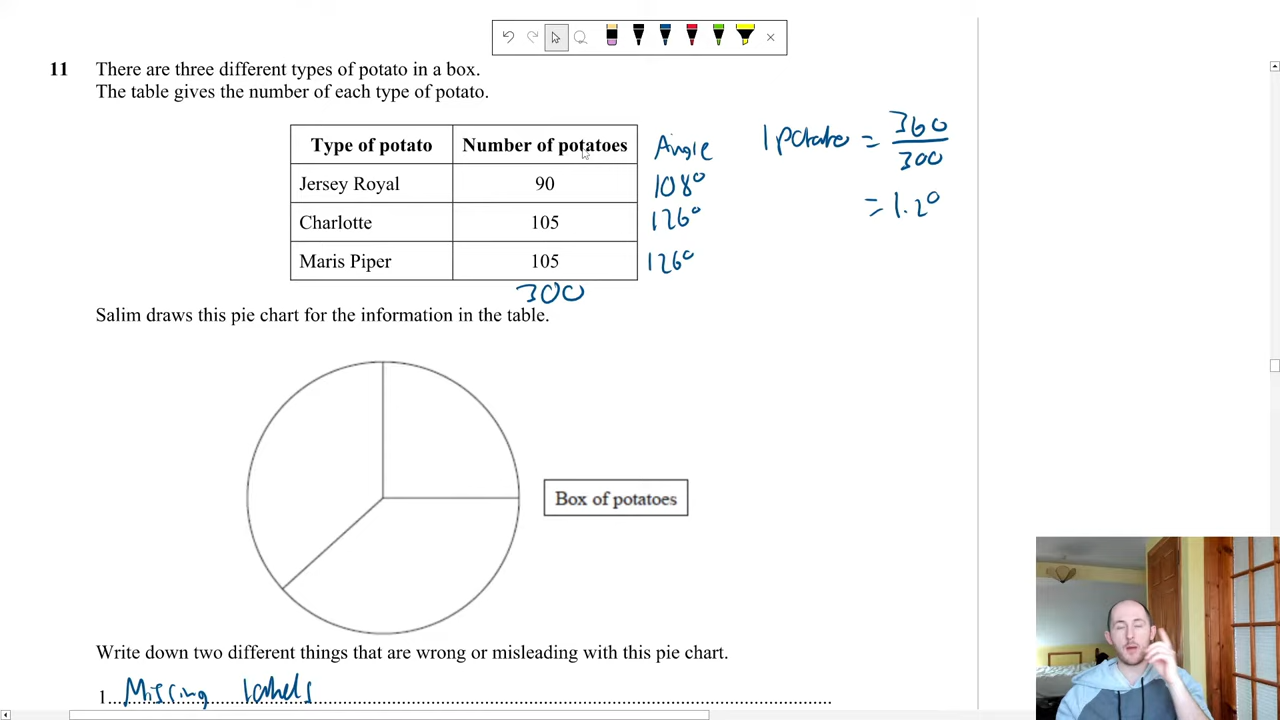 11 There are three different types of potato in a box.
The table gives the number of each type of potato.
Type of potato Number of potatoes Angle
Jersey Royal 90 108°
Charlotte 105 126°
Maris Piper 105 126°
300
1 potato = 360/300
= 1.2°
Salim draws this pie chart for the information in the table.
Box of potatoes
Write down two different things that are wrong or misleading with this pie chart.
1. Missing labels